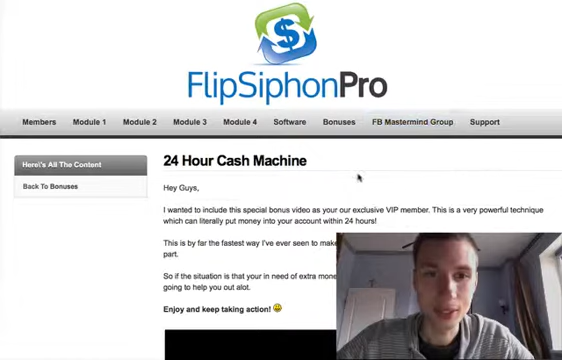 $
FlipSiphonPro
Members Module 1 Module 2 Module 3 Module 4 Software Bonuses FB Mastermind Group Support
Here\'s All The Content
Back To Bonuses
24 Hour Cash Machine
Hey Guys,
I wanted to include this special bonus video as your our exclusive VIP member. This is a very powerful technique
which can literally put money into your account within 24 hours!
This is by far the fastest way I've ever seen to make
part.
So if the situation is that your in need of extra
going to help you out alot.
Enjoy and keep taking action!